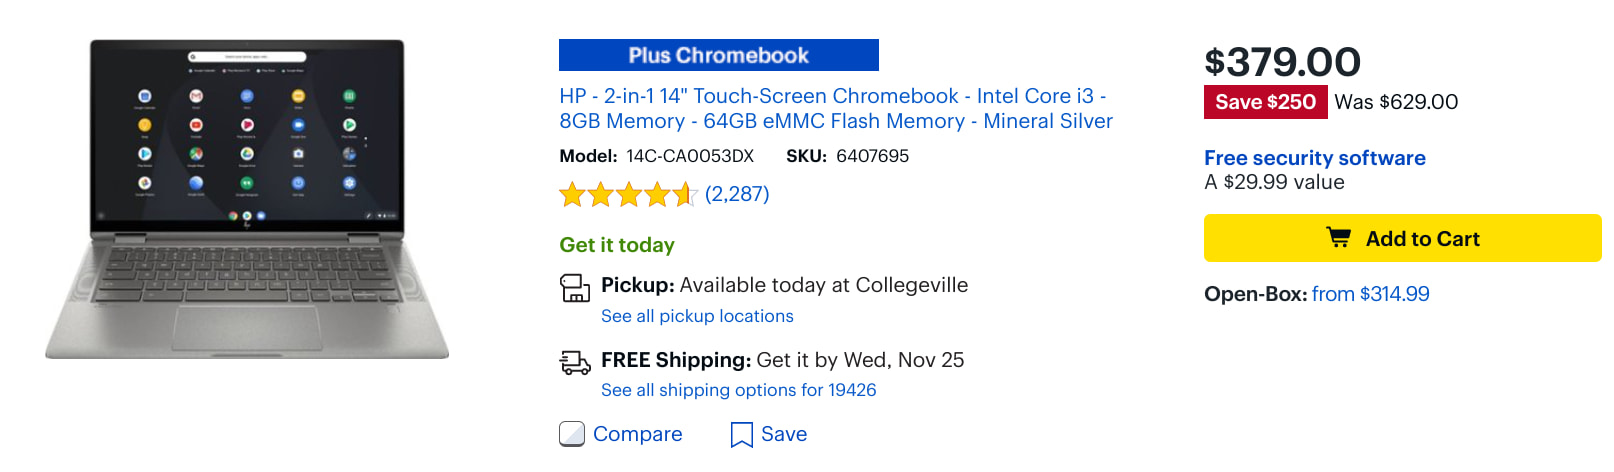 Plus Chromebook
HP - 2-in-1 14" Touch-Screen Chromebook - Intel Core i3 -
8GB Memory - 64GB eMMC Flash Memory - Mineral Silver
Model: 14C-CA0053DX SKU: 6407695
(2,287)
Get it today
Pickup: Available today at Collegeville
See all pickup locations
FREE Shipping: Get it by Wed, Nov 25
See all shipping options for 19426
Compare Save
$379.00
Save $250 Was $629.00
Free security software
A $29.99 value
Add to Cart
Open-Box: from $314.99